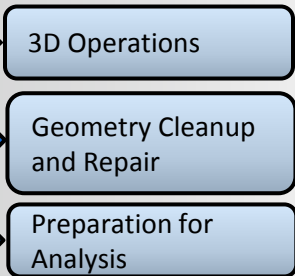 3D Operations
Geometry Cleanup
and Repair
Preparation for
Analysis